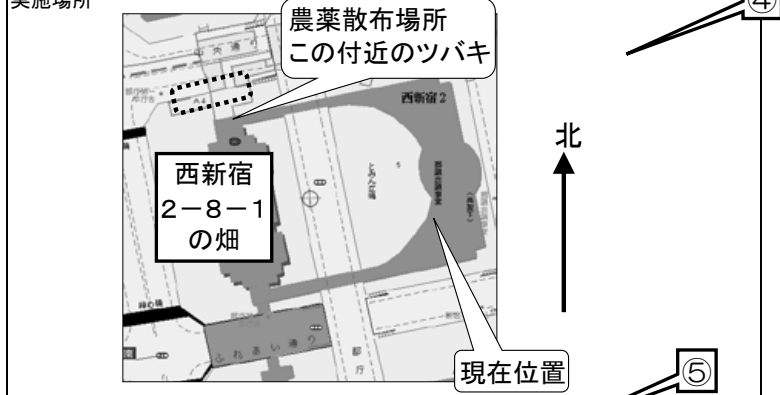 実施場所
④
農薬散布場所
この付近のツバキ
西新宿2
北
西新宿
2－8－1
の畑
ふれあい通り
都庁
現在位置
⑤